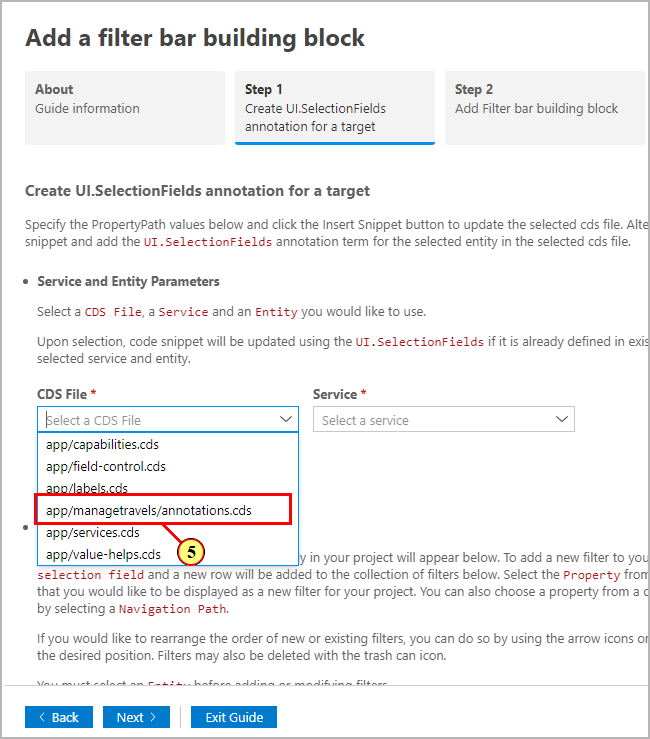 Add a filter bar building block
About
Guide information
Step 1
Create UI.SelectionFields
annotation for a target
Step 2
Add Filter bar building block
Create UI.SelectionFields annotation for a target
Specify the PropertyPath values below and click the Insert Snippet button to update the selected cds file. Alte
snippet and add the UI.SelectionFields annotation term for the selected entity in the selected cds file.
• Service and Entity Parameters
Select a CDS File, a Service and an Entity you would like to use.
Upon selection, code snippet will be updated using the UI.SelectionFields if it is already defined in exis
selected service and entity.
CDS File *
Select a CDS File
Service *
Select a service
app/capabilities.cds
app/field-control.cds
app/labels.cds
app/managetravels/annotations.cds
app/services.cds
app/value-helps.cds
5
y in your project will appear below. To add a new filter to you
selection field and a new row will be added to the collection of filters below. Select the Property from
that you would like to be displayed as a new filter for your project. You can also choose a property from a d
by selecting a Navigation Path.
If you would like to rearrange the order of new or existing filters, you can do so by using the arrow icons or
the desired position. Filters may also be deleted with the trash can icon.
You must select an Entity before adding or modifying filters
Back
Next
Exit Guide